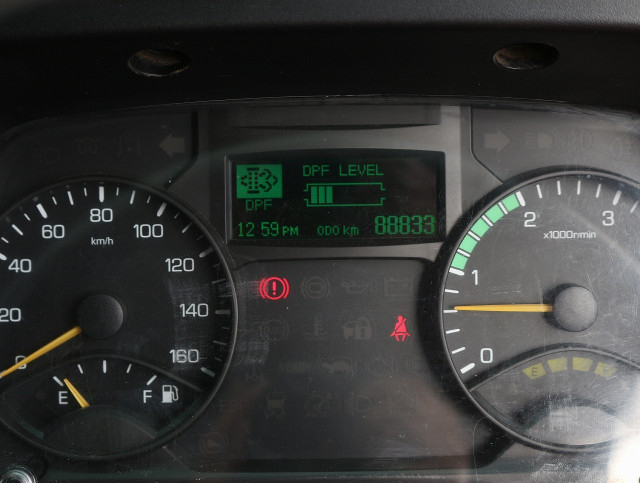 DPF LEVEL
DPF
12 59 PM ODO km 88833
0 20 40 60 80 100 120 140 160
km/h
E F
0 1 2 3
x1000r/min